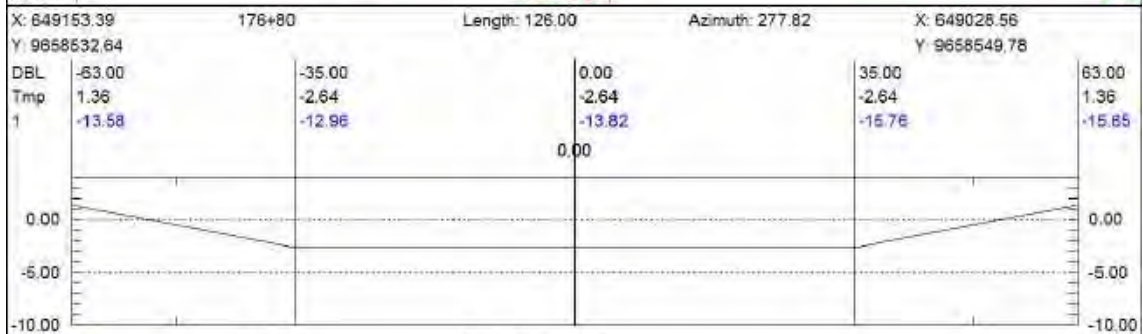 X: 649153.39 176+80 Length: 126.00 Azimuth: 277.82 X: 649028.56
Y: 9658532.64 Y: 9658549.78
DBL -63.00 -35.00 0.00 35.00 63.00
Tmp 1.36 -2.64 -2.64 -2.64 1.36
1 -13.58 -12.96 -13.82 -15.76 -15.65
0.00
0.00 0.00
-5.00 -5.00
-10.00 -10.00